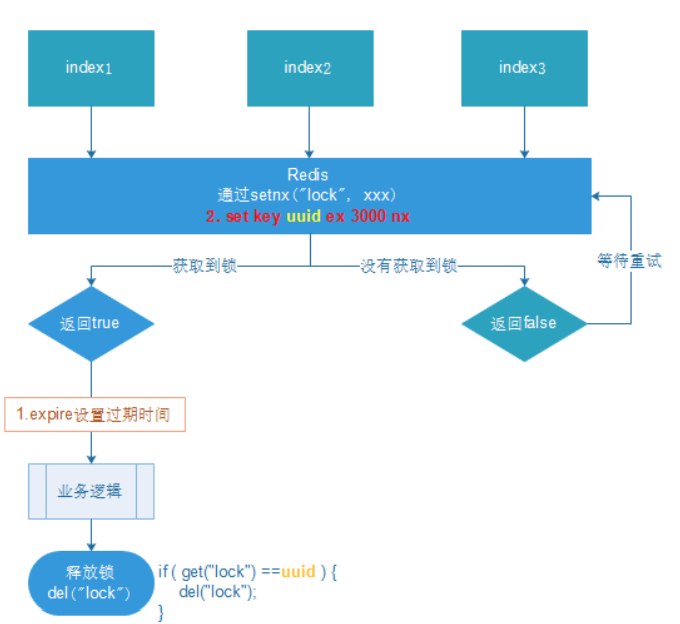 index1
index2
index3
Redis
通过setnx("lock", xxx)
2. set key uuid ex 3000 nx
获取到锁
没有获取到锁
等待重试
返回true
返回false
1.expire设置过期时间
业务逻辑
释放锁
del("lock")
if ( get("lock") ==uuid ) {
del("lock");
}